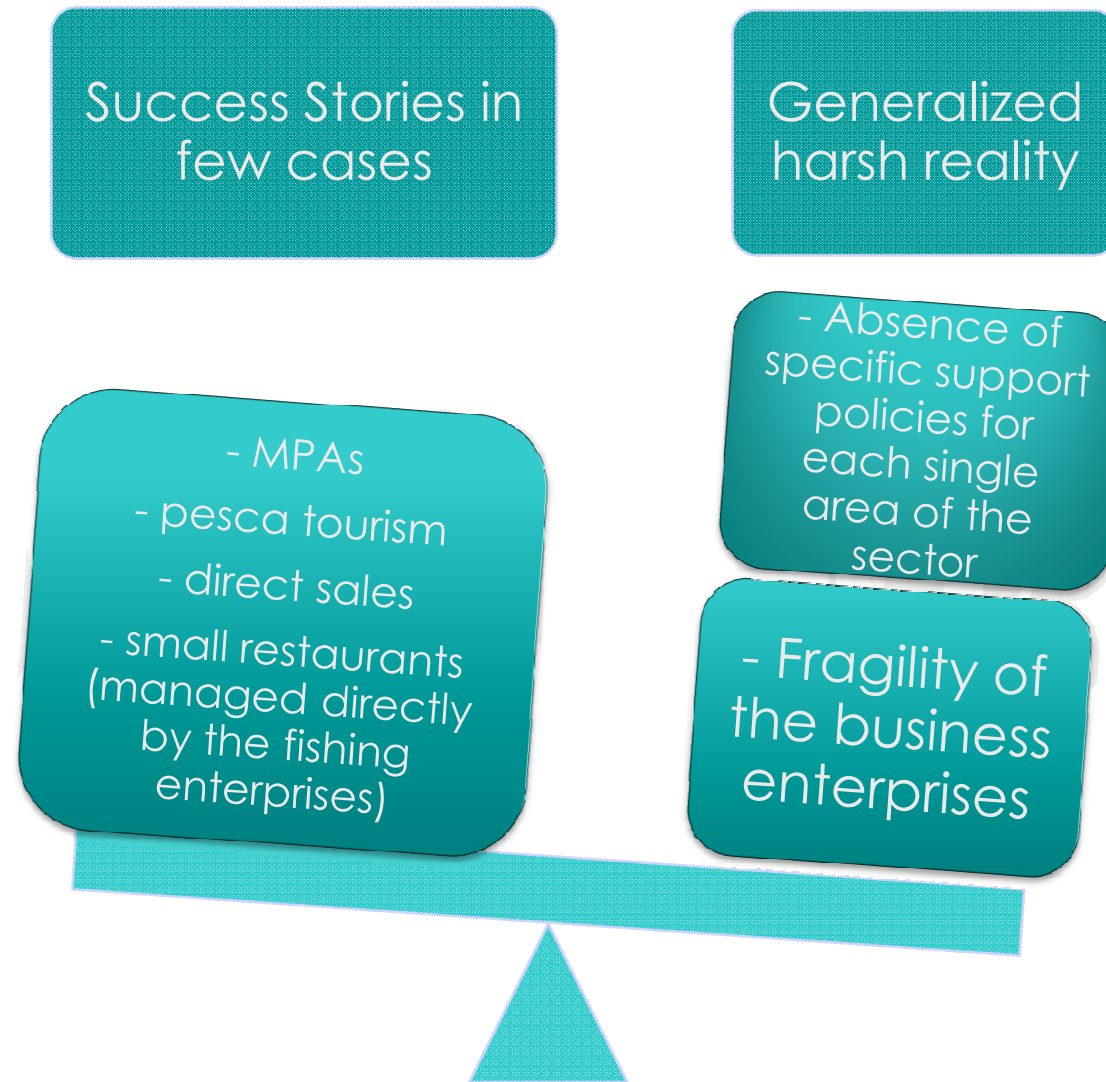 Success Stories in
few cases
Generalized
harsh reality
- MPAs
- pesca tourism
- direct sales
- small restaurants
(managed directly
by the fishing
enterprises)
- Absence of
specific support
policies for
each single
area of the
sector
- Fragility of
the business
enterprises